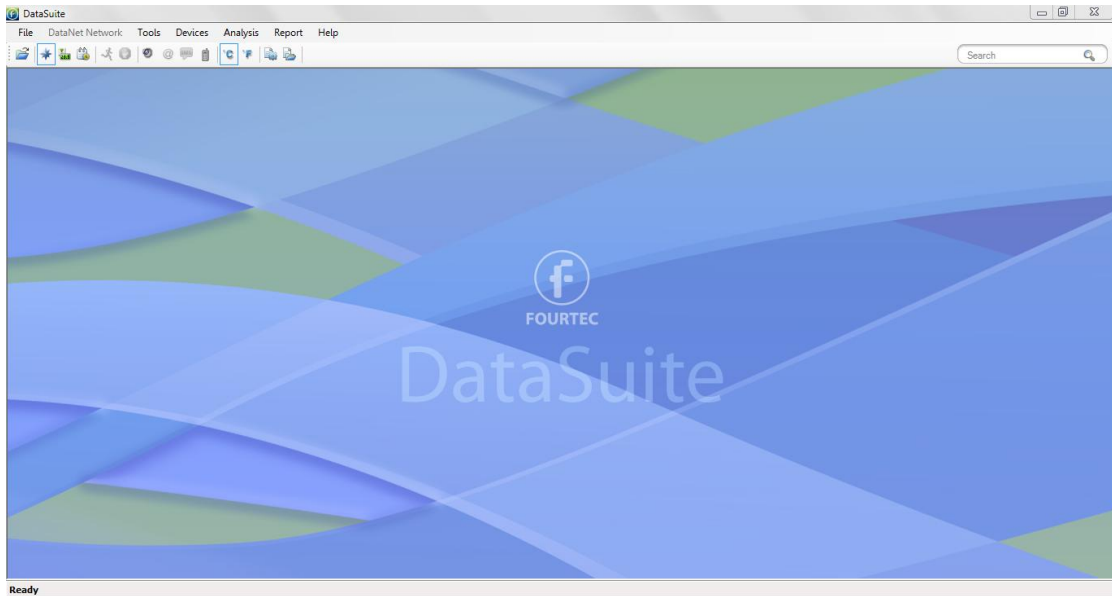 DataSuite
File DataNet Network Tools Devices Analysis Report Help
@ °C °F Search
FOURTEC
DataSuite
Ready